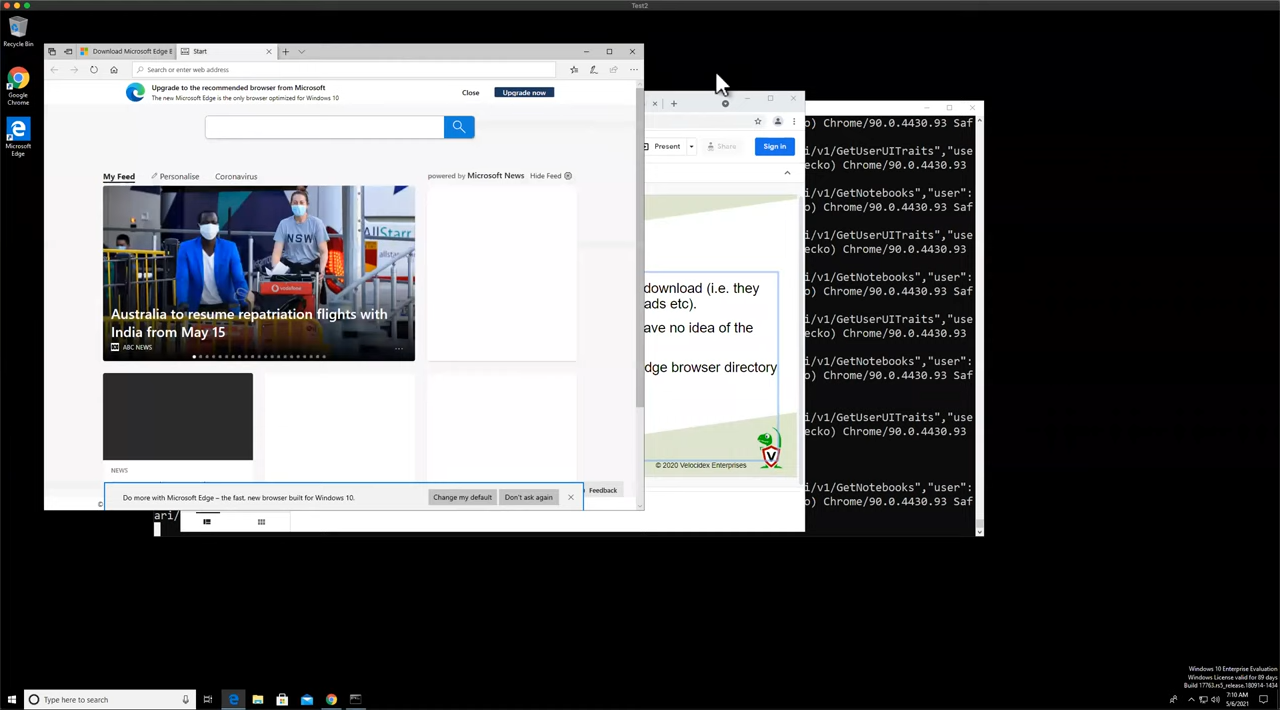 Test2
Recycle Bin
Google
Chrome
Microsoft
Edge
Download Microsoft Edge B
Start
Search or enter web address
Upgrade to the recommended browser from Microsoft
The new Microsoft Edge is the only browser optimized for Windows 10
Close
Upgrade now
My Feed
Personalise
Coronavirus
powered by Microsoft News
Hide Feed
NSW
AllStarr
allstarr.
vodafone
Australia to resume repatriation flights with
India from May 15
ABC NEWS
NEWS
Do more with Microsoft Edge – the fast, new browser built for Windows 10.
Change my default
Don't ask again
Feedback
Present
Share
Sign in
download (i.e. they
ads etc).
ave no idea of the
dge browser directory
© 2020 Velocidex Enterprises
V
) Chrome/90.0.4430.93 Saf
i/v1/GetUserUITraits","use
ecko) Chrome/90.0.4430.93
i/v1/GetNotebooks","user":
o) Chrome/90.0.4430.93 Saf
i/v1/GetUserUITraits","use
ecko) Chrome/90.0.4430.93
i/v1/GetNotebooks","user":
o) Chrome/90.0.4430.93 Saf
i/v1/GetUserUITraits","use
ecko) Chrome/90.0.4430.93
i/v1/GetNotebooks","user":
o) Chrome/90.0.4430.93 Saf
i/v1/GetUserUITraits","use
ecko) Chrome/90.0.4430.93
i/v1/GetNotebooks","user":
o) Chrome/90.0.4430.93 Saf
ari/
Windows 10 Enterprise Evaluation
Windows License valid for 89 days
Build 17763.rs5_release.180914-1434
Type here to search
7:10 AM
5/6/2021